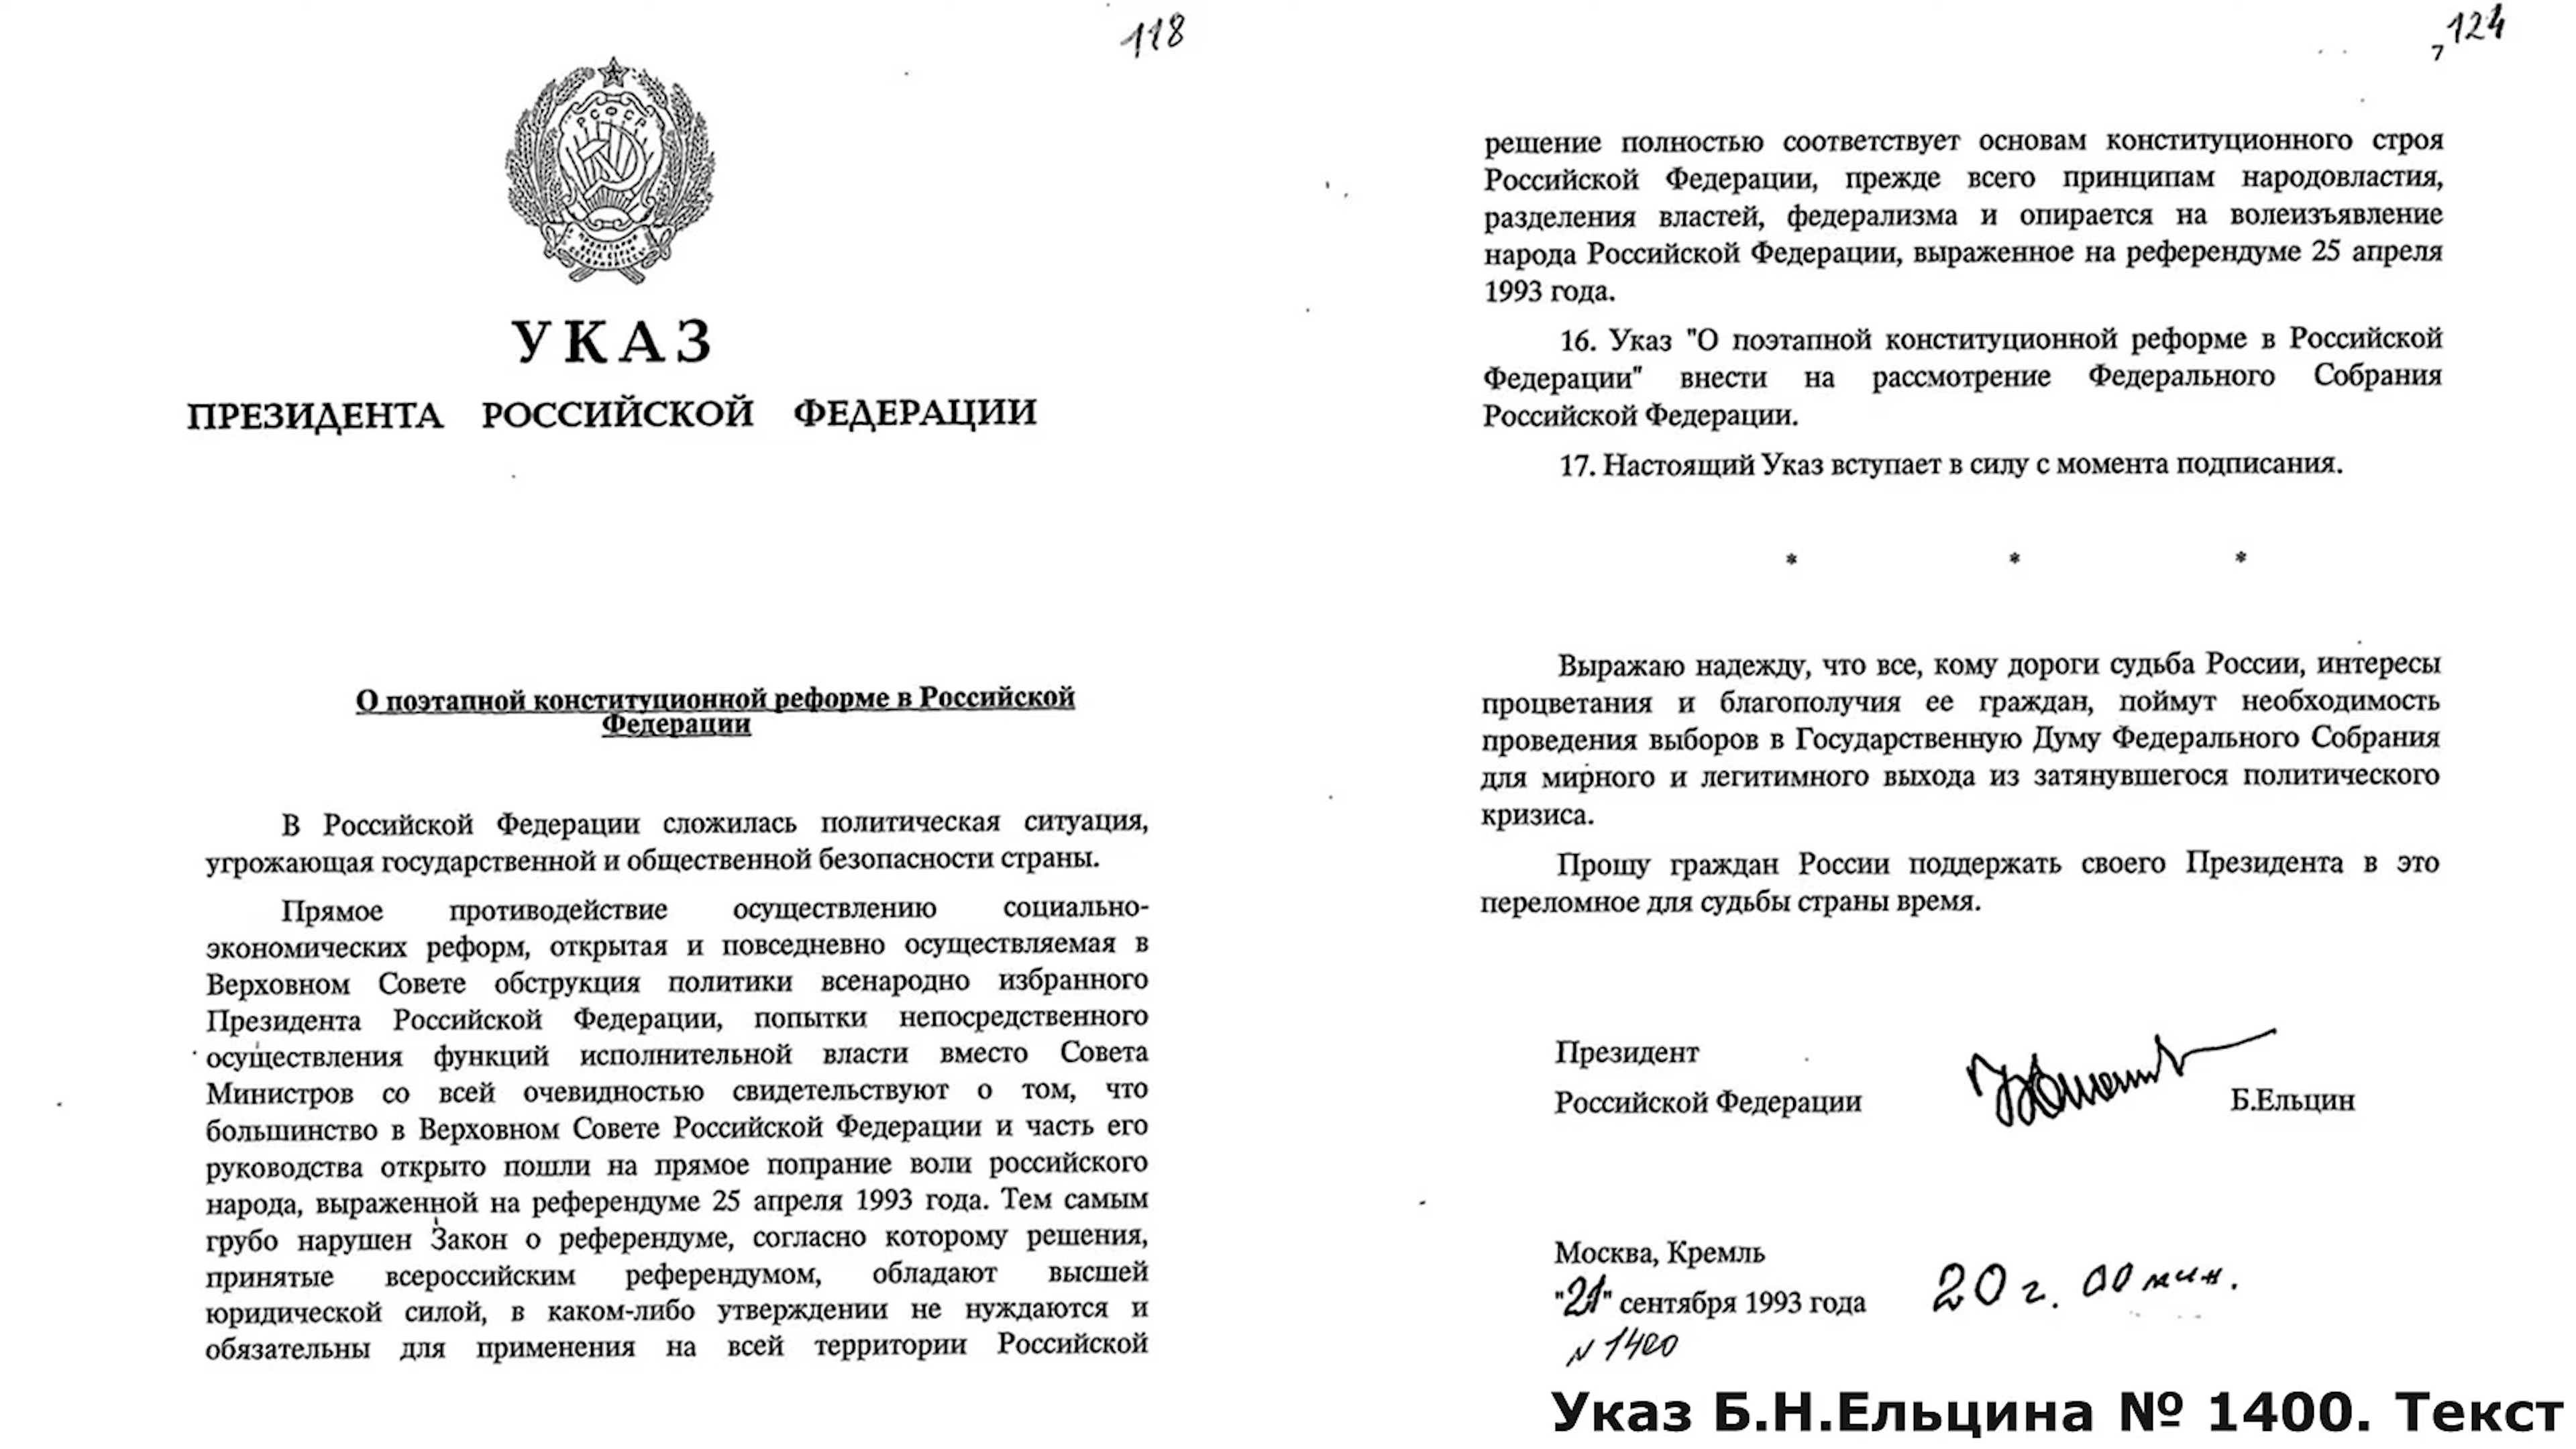 118
РСФСР
УКАЗ
ПРЕЗИДЕНТА РОССИЙСКОЙ ФЕДЕРАЦИИ
О поэтапной конституционной реформе в Российской
Федерации
В Российской Федерации сложилась политическая ситуация,
угрожающая государственной и общественной безопасности страны.
Прямое противодействие осуществлению социально-
экономических реформ, открытая и повседневно осуществляемая в
Верховном Совете обструкция политики всенародно избранного
Президента Российской Федерации, попытки непосредственного
осуществления функций исполнительной власти вместо Совета
Министров со всей очевидностью свидетельствуют о том, что
большинство в Верховном Совете Российской Федерации и часть его
руководства открыто пошли на прямое попрание воли российского
народа, выраженной на референдуме 25 апреля 1993 года. Тем самым
грубо нарушен Закон о референдуме, согласно которому решения,
принятые всероссийским референдумом, обладают высшей
юридической силой, в каком-либо утверждении не нуждаются и
обязательны для применения на всей территории Российской
124
7
решение полностью соответствует основам конституционного строя
Российской Федерации, прежде всего принципам народовластия,
разделения властей, федерализма и опирается на волеизъявление
народа Российской Федерации, выраженное на референдуме 25 апреля
1993 года.
16. Указ "О поэтапной конституционной реформе в Российской
Федерации" внести на рассмотрение Федерального Собрания
Российской Федерации.
17. Настоящий Указ вступает в силу с момента подписания.
* * *
Выражаю надежду, что все, кому дороги судьба России, интересы
процветания и благополучия ее граждан, поймут необходимость
проведения выборов в Государственную Думу Федерального Собрания
для мирного и легитимного выхода из затянувшегося политического
кризиса.
Прошу граждан России поддержать своего Президента в это
переломное для судьбы страны время.
Президент
Российской Федерации Б.Ельцин
Москва, Кремль
"21" сентября 1993 года 20 г. 00 мин.
N 1400
Указ Б.Н.Ельцина № 1400. Текст